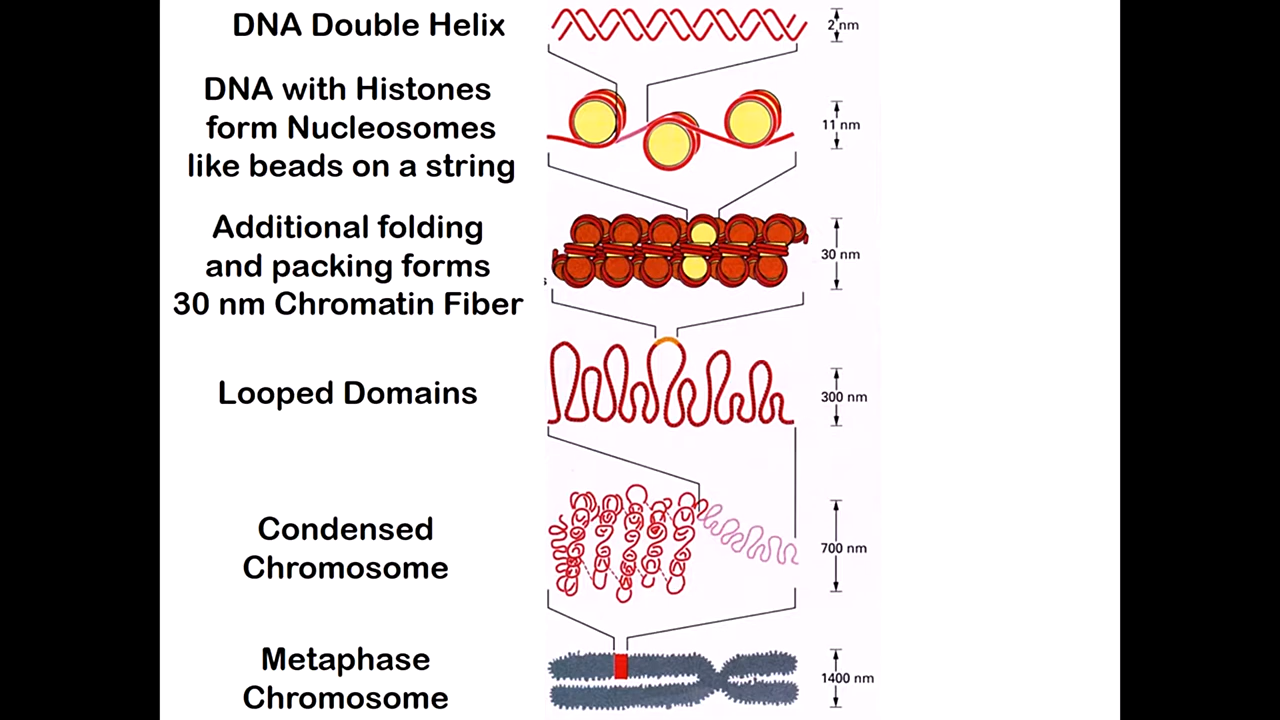 DNA Double Helix
2 nm
DNA with Histones
form Nucleosomes
like beads on a string
11 nm
Additional folding
and packing forms
30 nm Chromatin Fiber
30 nm
s
Looped Domains
300 nm
Condensed
Chromosome
700 nm
Metaphase
Chromosome
1400 nm